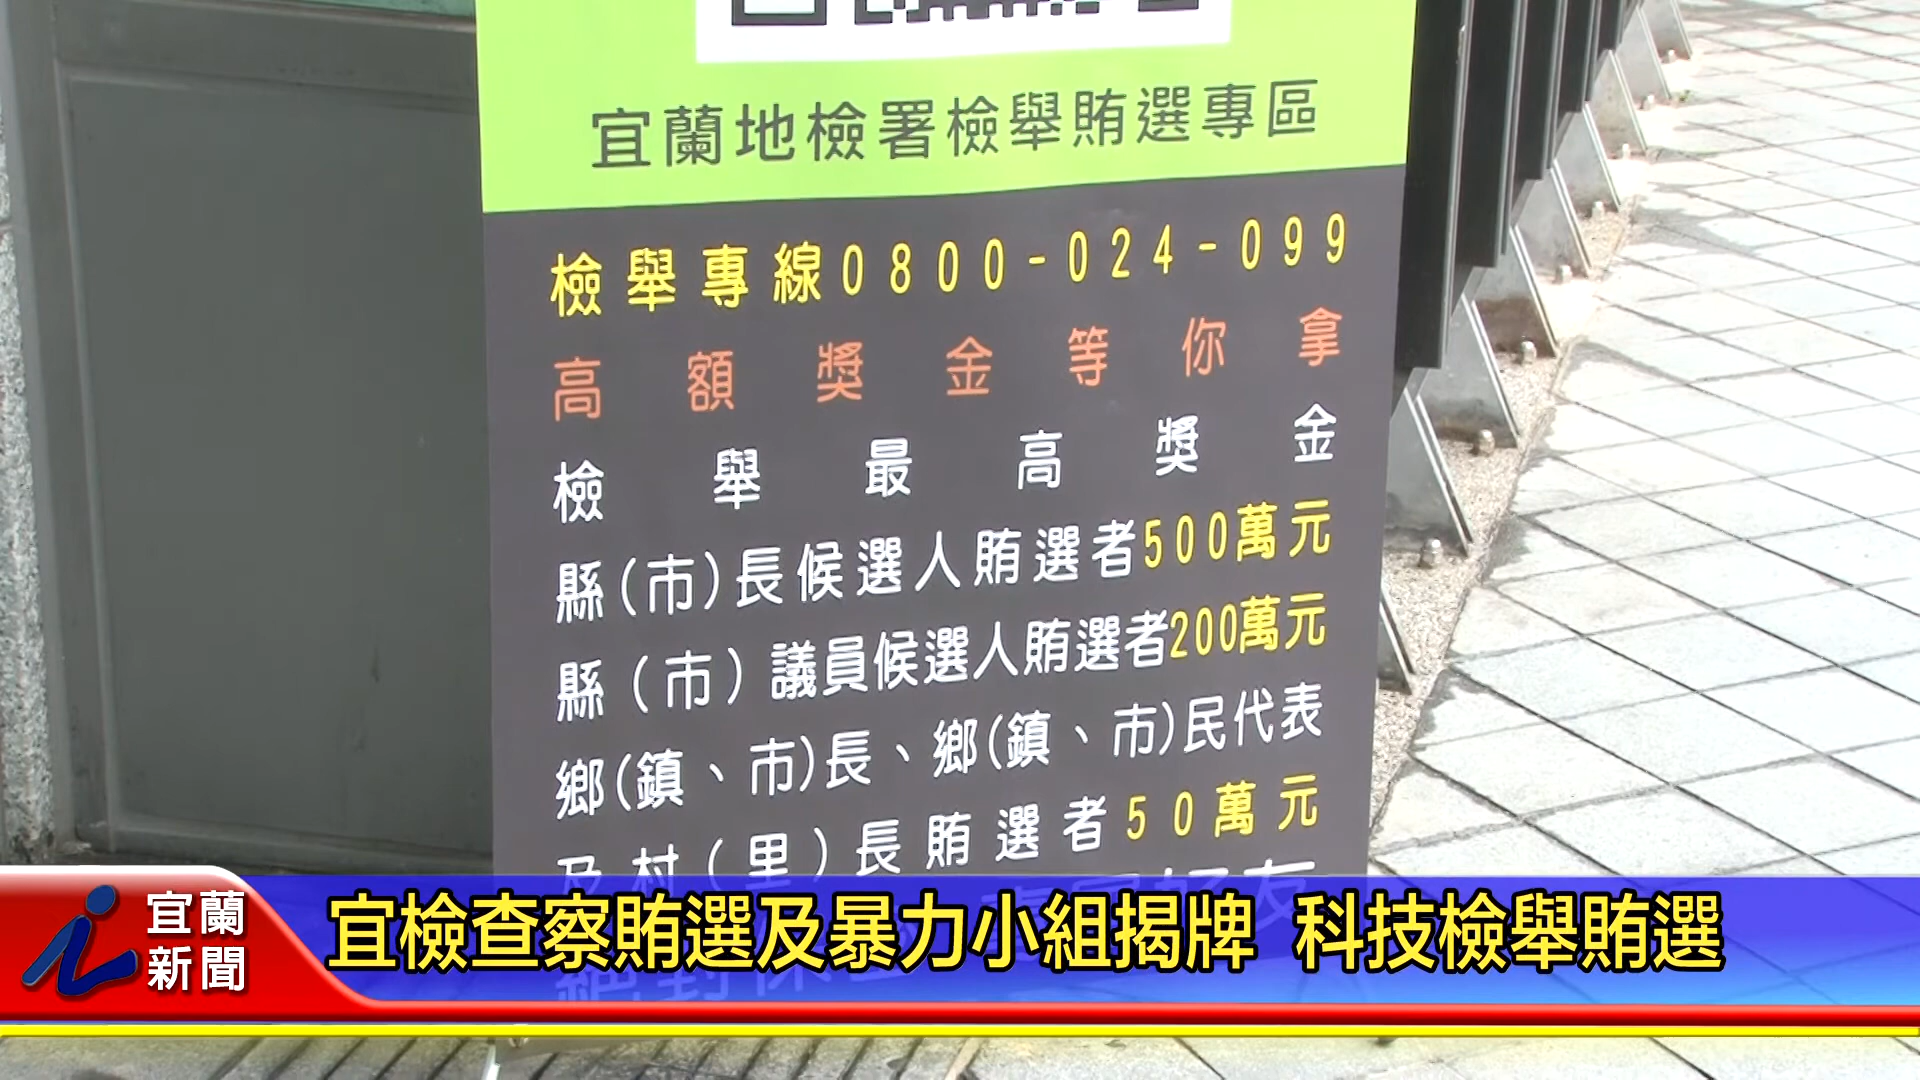 宜蘭地檢署檢舉賄選專區
檢舉專線0800-024-099
高額獎金等你拿
檢舉最高獎金
縣(市)長候選人賄選者500萬元
縣(市)議員候選人賄選者200萬元
鄉(鎮、市)長、鄉(鎮、市)民代表
及村(里)長賄選者50萬元
宜蘭
新聞
宜檢查察賄選及暴力小組揭牌 科技檢舉賄選